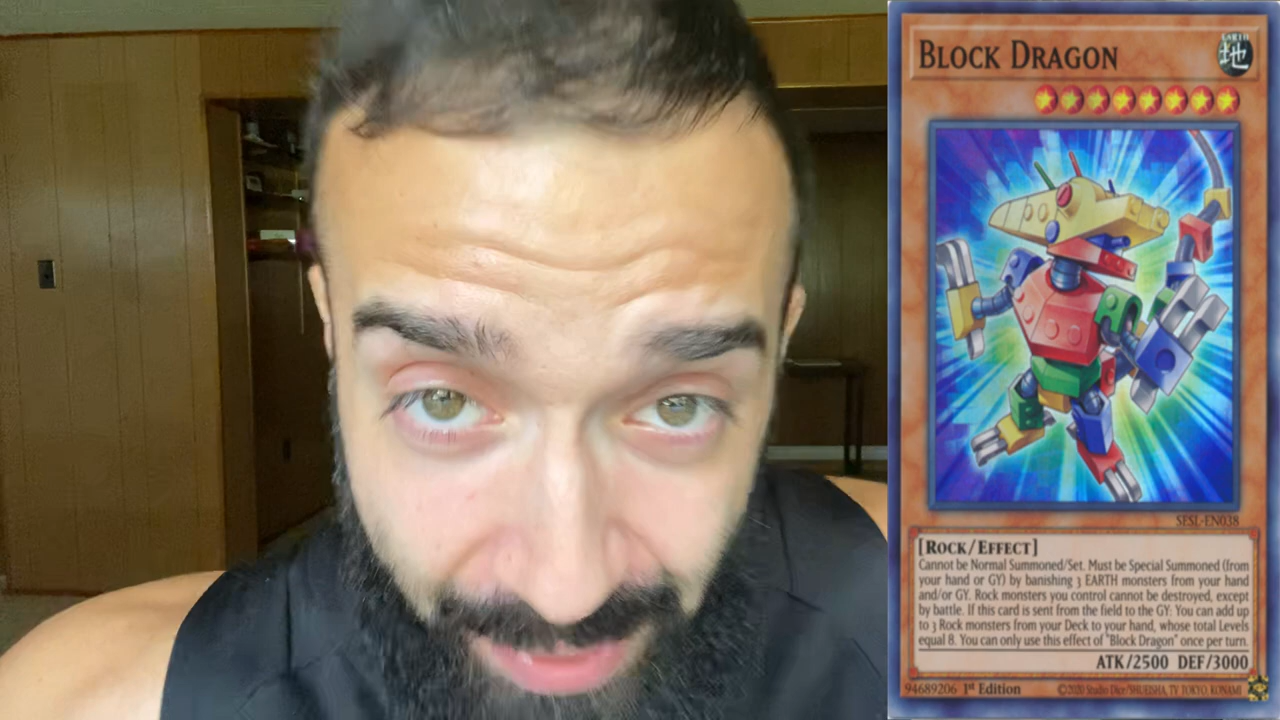 BLOCK DRAGON
EARTH
地
SESL-EN038
[ROCK/EFFECT]
Cannot be Normal Summoned/Set. Must be Special Summoned (from
your hand or GY) by banishing 3 EARTH monsters from your hand
and/or GY. Rock monsters you control cannot be destroyed, except
by battle. If this card is sent from the field to the GY: You can add up
to 3 Rock monsters from your Deck to your hand, whose total Levels
equal 8. You can only use this effect of "Block Dragon" once per turn.
ATK/2500 DEF/3000
94689206 1st Edition ©2020 Studio Dice/SHUEISHA, TV TOKYO, KONAMI